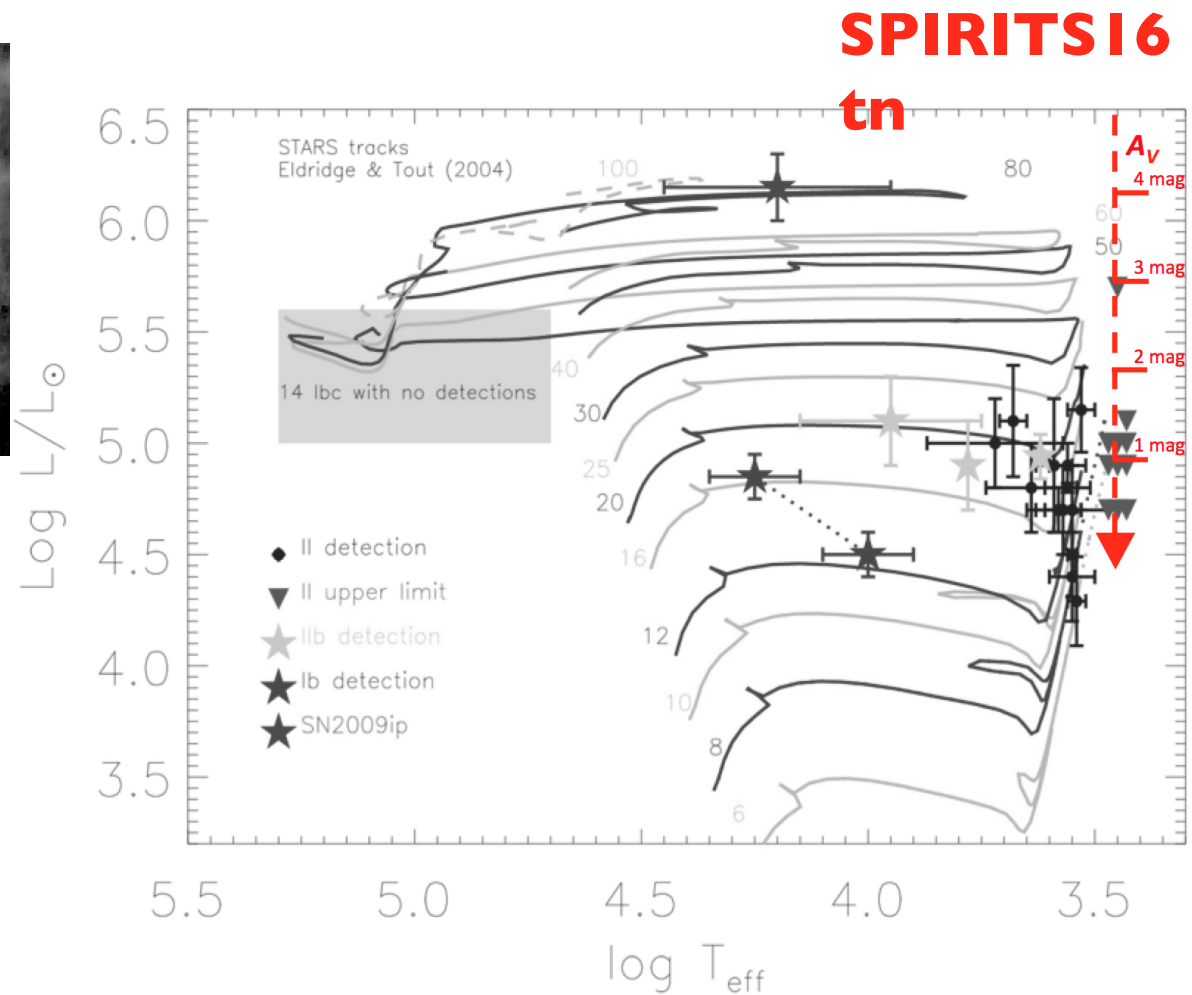 SPIRITS16
tn
6.5
6.0
5.5
5.0
4.5
4.0
3.5
Log L/L☉
STARS tracks
Eldridge & Tout (2004)
100
80
60
50
40
30
25
20
16
12
10
8
6
AV
4 mag
3 mag
2 mag
1 mag
14 Ibc with no detections
II detection
II upper limit
IIb detection
Ib detection
SN2009ip
5.5
5.0
4.5
4.0
3.5
log Teff